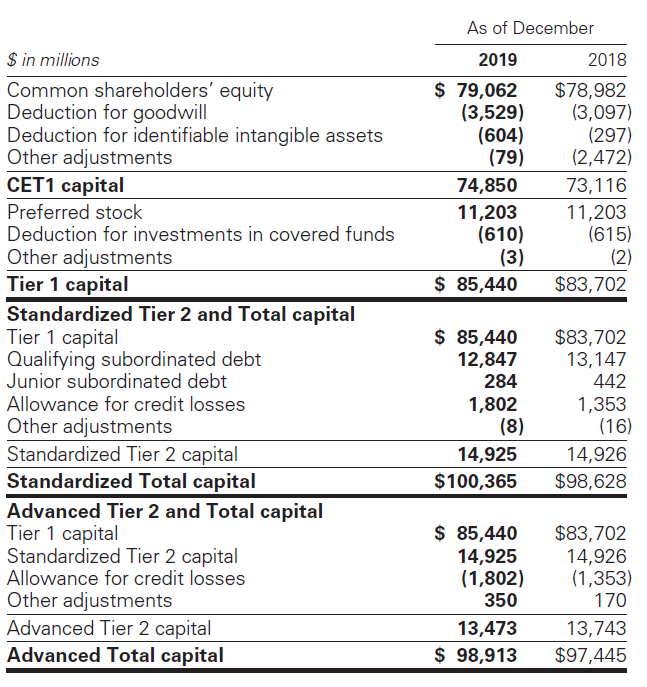 As of December
$ in millions 2019 2018
Common shareholders’ equity $ 79,062 $78,982
Deduction for goodwill (3,529) (3,097)
Deduction for identifiable intangible assets (604) (297)
Other adjustments (79) (2,472)
CET1 capital 74,850 73,116
Preferred stock 11,203 11,203
Deduction for investments in covered funds (610) (615)
Other adjustments (3) (2)
Tier 1 capital $ 85,440 $83,702
Standardized Tier 2 and Total capital
Tier 1 capital $ 85,440 $83,702
Qualifying subordinated debt 12,847 13,147
Junior subordinated debt 284 442
Allowance for credit losses 1,802 1,353
Other adjustments (8) (16)
Standardized Tier 2 capital 14,925 14,926
Standardized Total capital $100,365 $98,628
Advanced Tier 2 and Total capital
Tier 1 capital $ 85,440 $83,702
Standardized Tier 2 capital 14,925 14,926
Allowance for credit losses (1,802) (1,353)
Other adjustments 350 170
Advanced Tier 2 capital 13,473 13,743
Advanced Total capital $ 98,913 $97,445